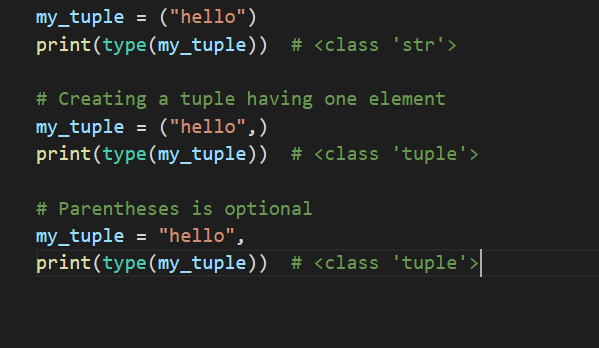 my_tuple = ("hello")
print(type(my_tuple))  # <class 'str'>
# Creating a tuple having one element
my_tuple = ("hello",)
print(type(my_tuple))  # <class 'tuple'>
# Parentheses is optional
my_tuple = "hello",
print(type(my_tuple))  # <class 'tuple'>